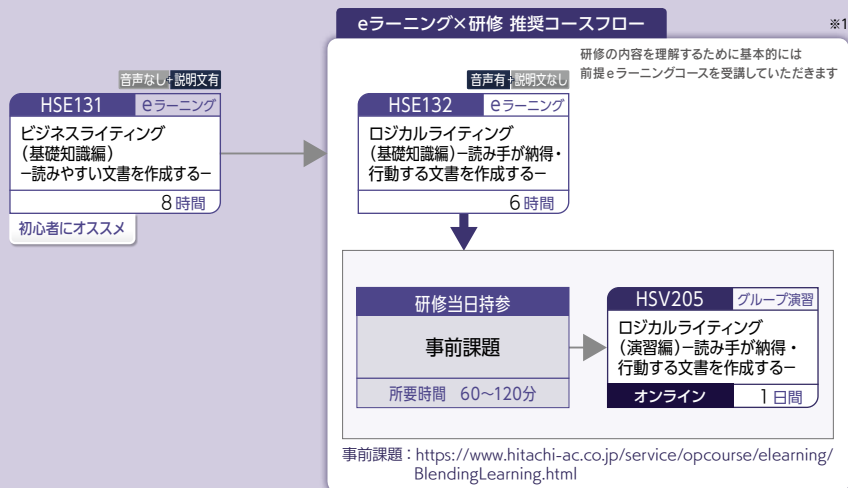 eラーニング×研修 推奨コースフロー
※1
研修の内容を理解するために基本的には
前提eラーニングコースを受講していただきます
音声なし+説明文有
HSE131 eラーニング
ビジネスライティング
(基礎知識編)
−読みやすい文書を作成する−
8時間
初心者にオススメ
音声有+説明文なし
HSE132 eラーニング
ロジカルライティング
(基礎知識編)−読み手が納得・
行動する文書を作成する−
6時間
研修当日持参
事前課題
所要時間 60〜120分
HSV205 グループ演習
ロジカルライティング
(演習編)−読み手が納得・
行動する文書を作成する−
オンライン 1日間
事前課題:https://www.hitachi-ac.co.jp/service/opcourse/elearning/
BlendingLearning.html